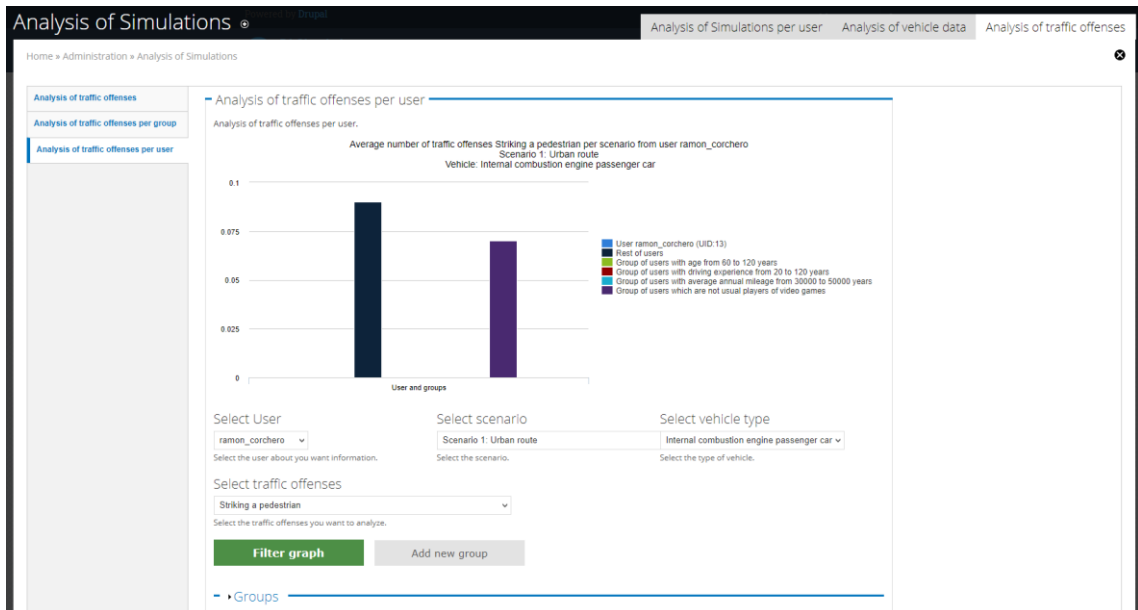 Analysis of Simulations
Drupal
Analysis of Simulations per user
Analysis of vehicle data
Analysis of traffic offenses
Home » Administration » Analysis of Simulations
Analysis of traffic offenses
Analysis of traffic offenses per group
Analysis of traffic offenses per user
Analysis of traffic offenses per user
Analysis of traffic offenses per user.
Average number of traffic offenses Striking a pedestrian per scenario from user ramon_corchero
Scenario 1: Urban route
Vehicle: Internal combustion engine passenger car
0.1
0.075
0.05
0.025
0
User and groups
User ramon_corchero (UID:13)
Rest of users
Group of users with age from 60 to 120 years
Group of users with driving experience from 20 to 120 years
Group of users with average annual mileage from 30000 to 50000 years
Group of users which are not usual players of video games
Select User
ramon_corchero
Select the user about you want information.
Select scenario
Scenario 1: Urban route
Select the scenario.
Select vehicle type
Internal combustion engine passenger car
Select the type of vehicle.
Select traffic offenses
Striking a pedestrian
Select the traffic offenses you want to analyze.
Filter graph
Add new group
Groups